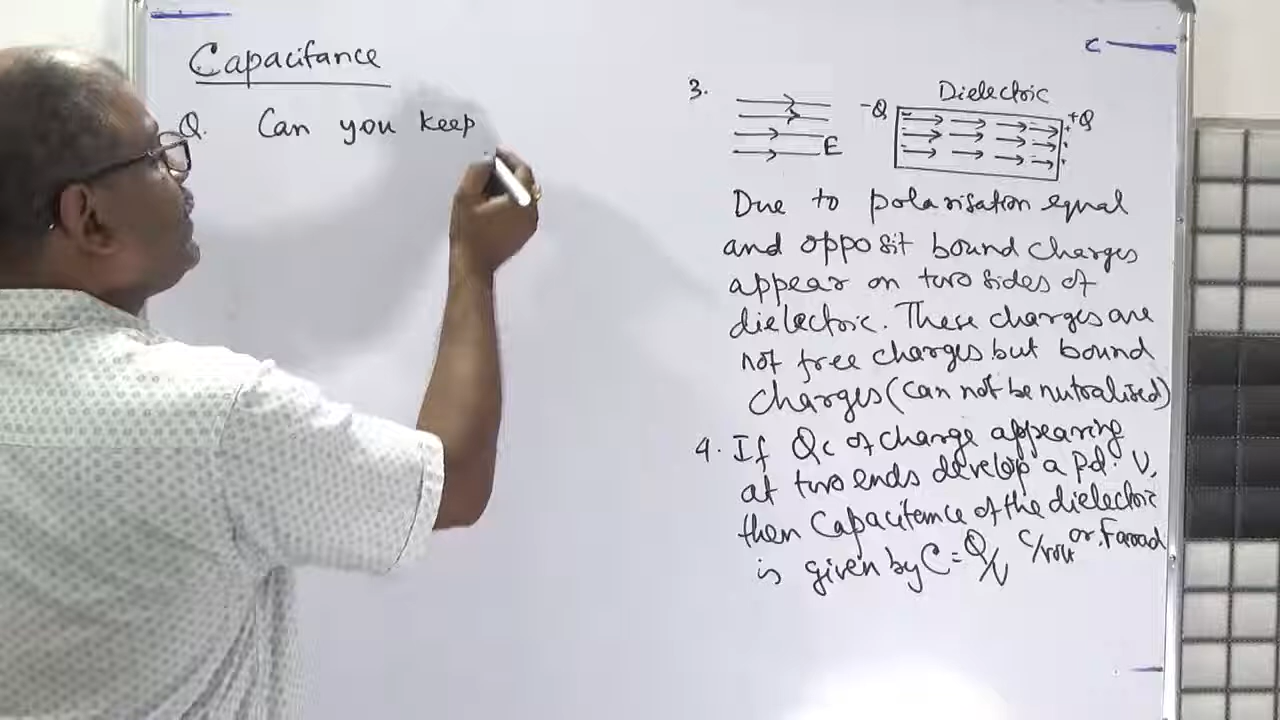 Capacitance
Q. Can you keep
c
3.
Dielectric
-Q
+Q
E
Due to polarisation equal
and opposit bound charges
appear on two sides of
dielectric. These charges are
not free charges but bound
charges (can not be nutralised)
4. If Qc of charge appearing
at two ends develop a p.d. V,
then Capacitance of the dielectric
is given by C = Q/V c/volt or Farad